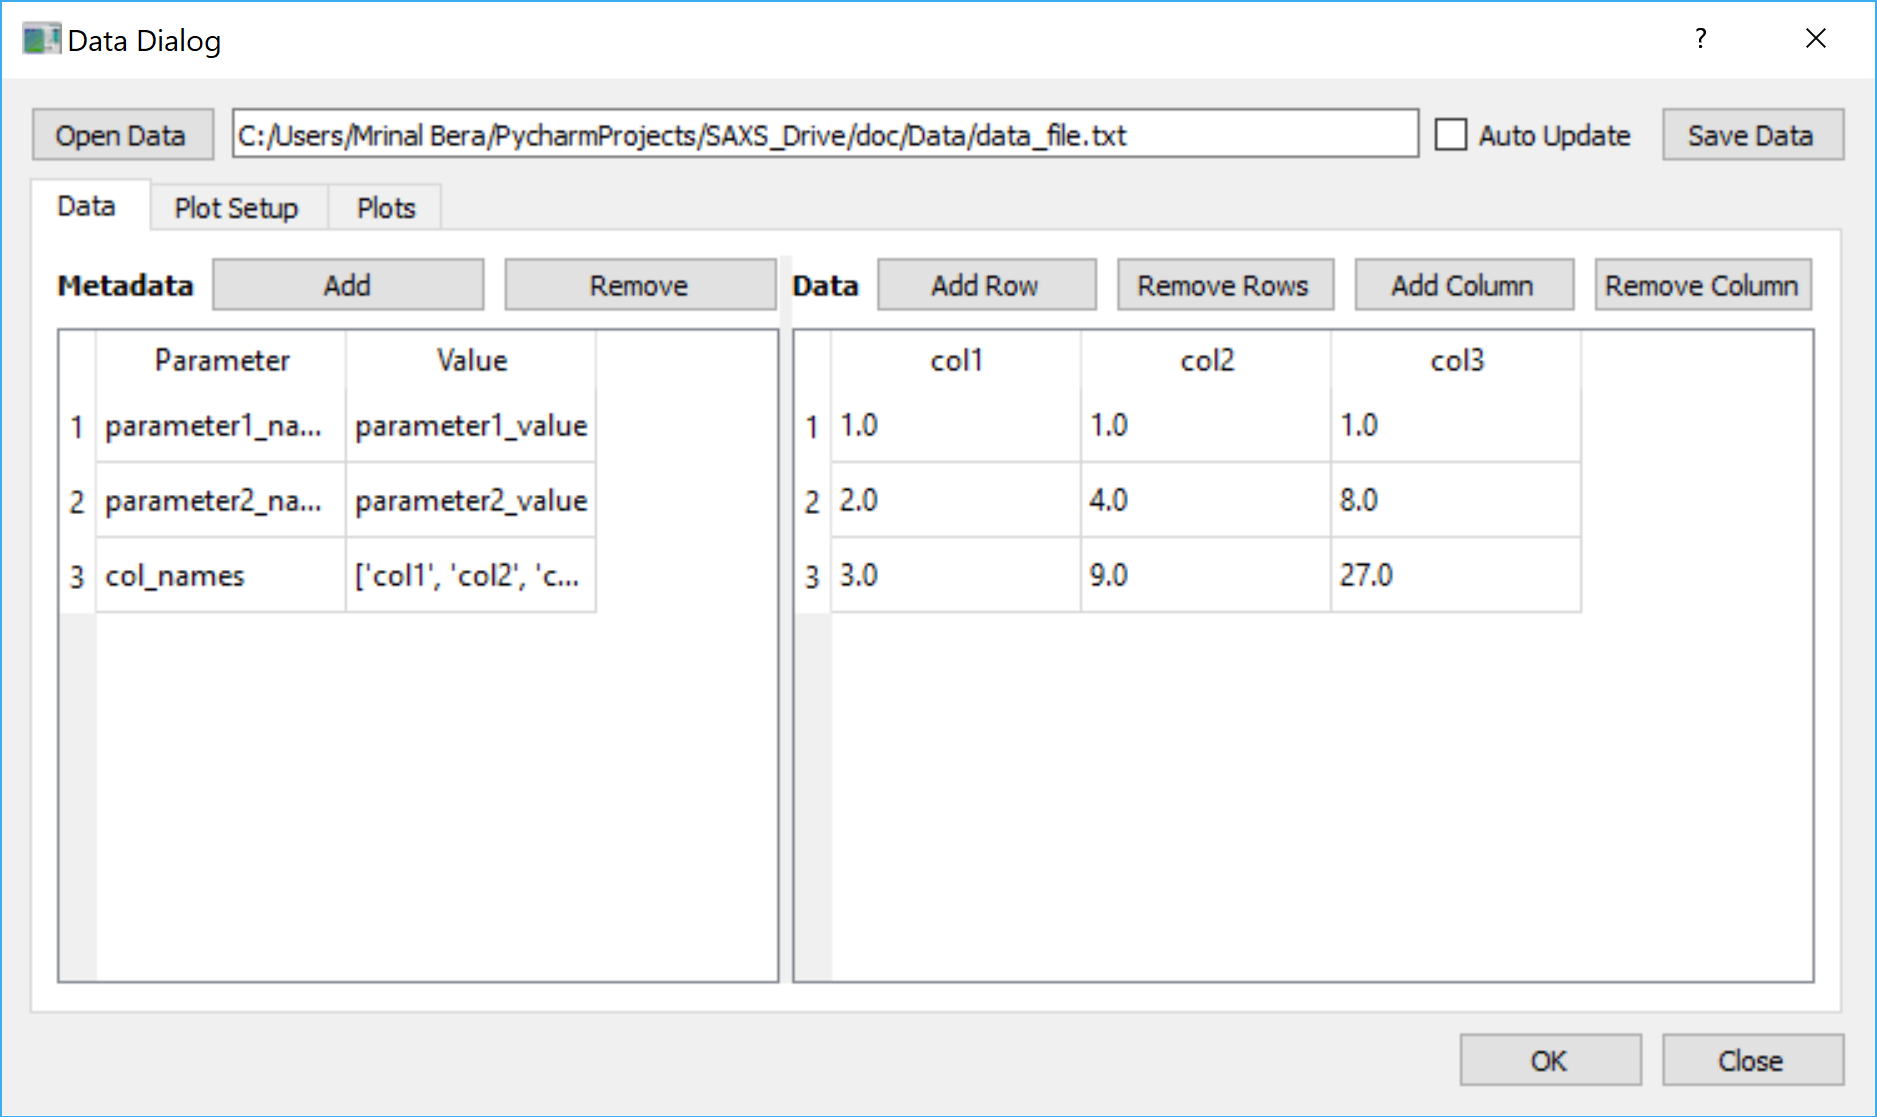 Data Dialog ?
Open Data C:/Users/Mrinal Bera/PycharmProjects/SAXS_Drive/doc/Data/data_file.txt Auto Update Save Data
Data Plot Setup Plots
Metadata Add Remove Data Add Row Remove Rows Add Column Remove Column
Parameter Value col1 col2 col3
1 parameter1_na... parameter1_value 1 1.0 1.0 1.0
2 parameter2_na... parameter2_value 2 2.0 4.0 8.0
3 col_names ['col1', 'col2', 'c... 3 3.0 9.0 27.0
OK Close